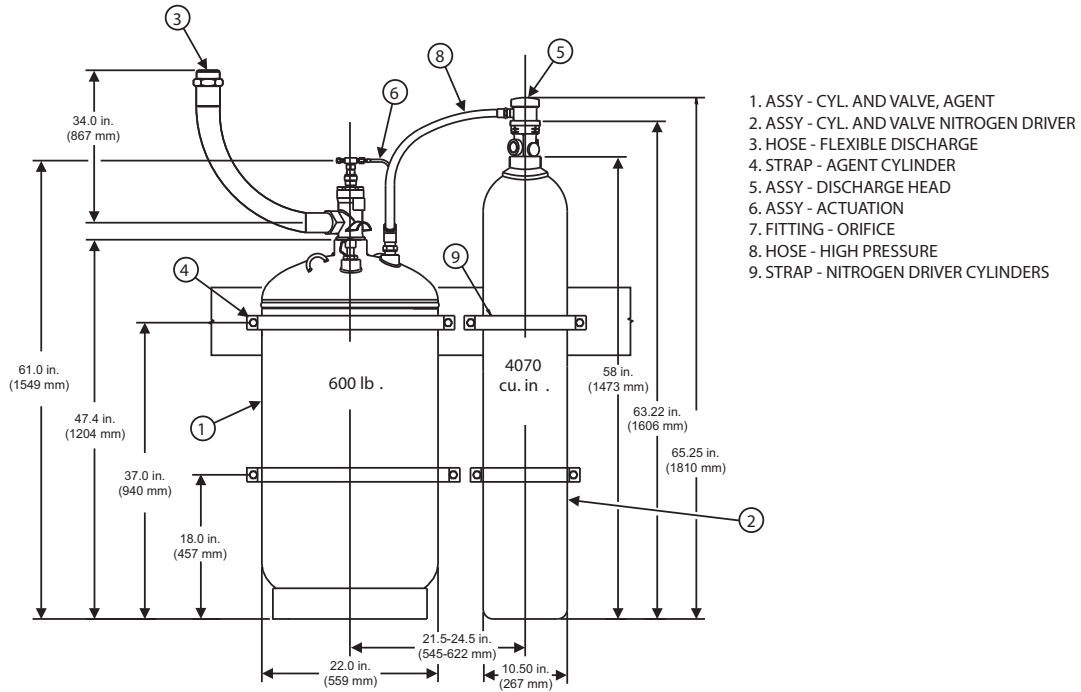 3
8
5
6
34.0 in.
(867 mm)
4
9
61.0 in.
(1549 mm)
47.4 in.
(1204 mm)
37.0 in.
(940 mm)
18.0 in.
(457 mm)
1
600 lb .
4070
cu. in .
58 in.
(1473 mm)
63.22 in.
(1606 mm)
65.25 in.
(1810 mm)
2
21.5-24.5 in.
(545-622 mm)
22.0 in.
(559 mm)
10.50 in.
(267 mm)
1. ASSY - CYL. AND VALVE, AGENT
2. ASSY - CYL. AND VALVE NITROGEN DRIVER
3. HOSE - FLEXIBLE DISCHARGE
4. STRAP - AGENT CYLINDER
5. ASSY - DISCHARGE HEAD
6. ASSY - ACTUATION
7. FITTING - ORIFICE
8. HOSE - HIGH PRESSURE
9. STRAP - NITROGEN DRIVER CYLINDERS